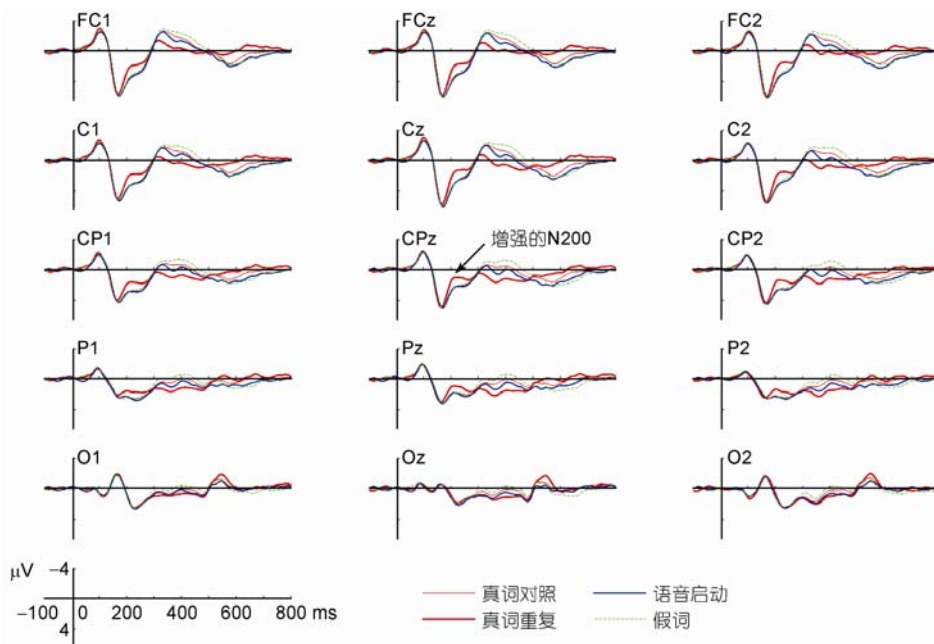 FC1 FCz FC2
C1 Cz C2
CP1 CPz 增强的N200 CP2
P1 Pz P2
O1 Oz O2
−4
μV
−100 0 200 400 600 800 ms
4
真词对照 语音启动
真词重复 假词